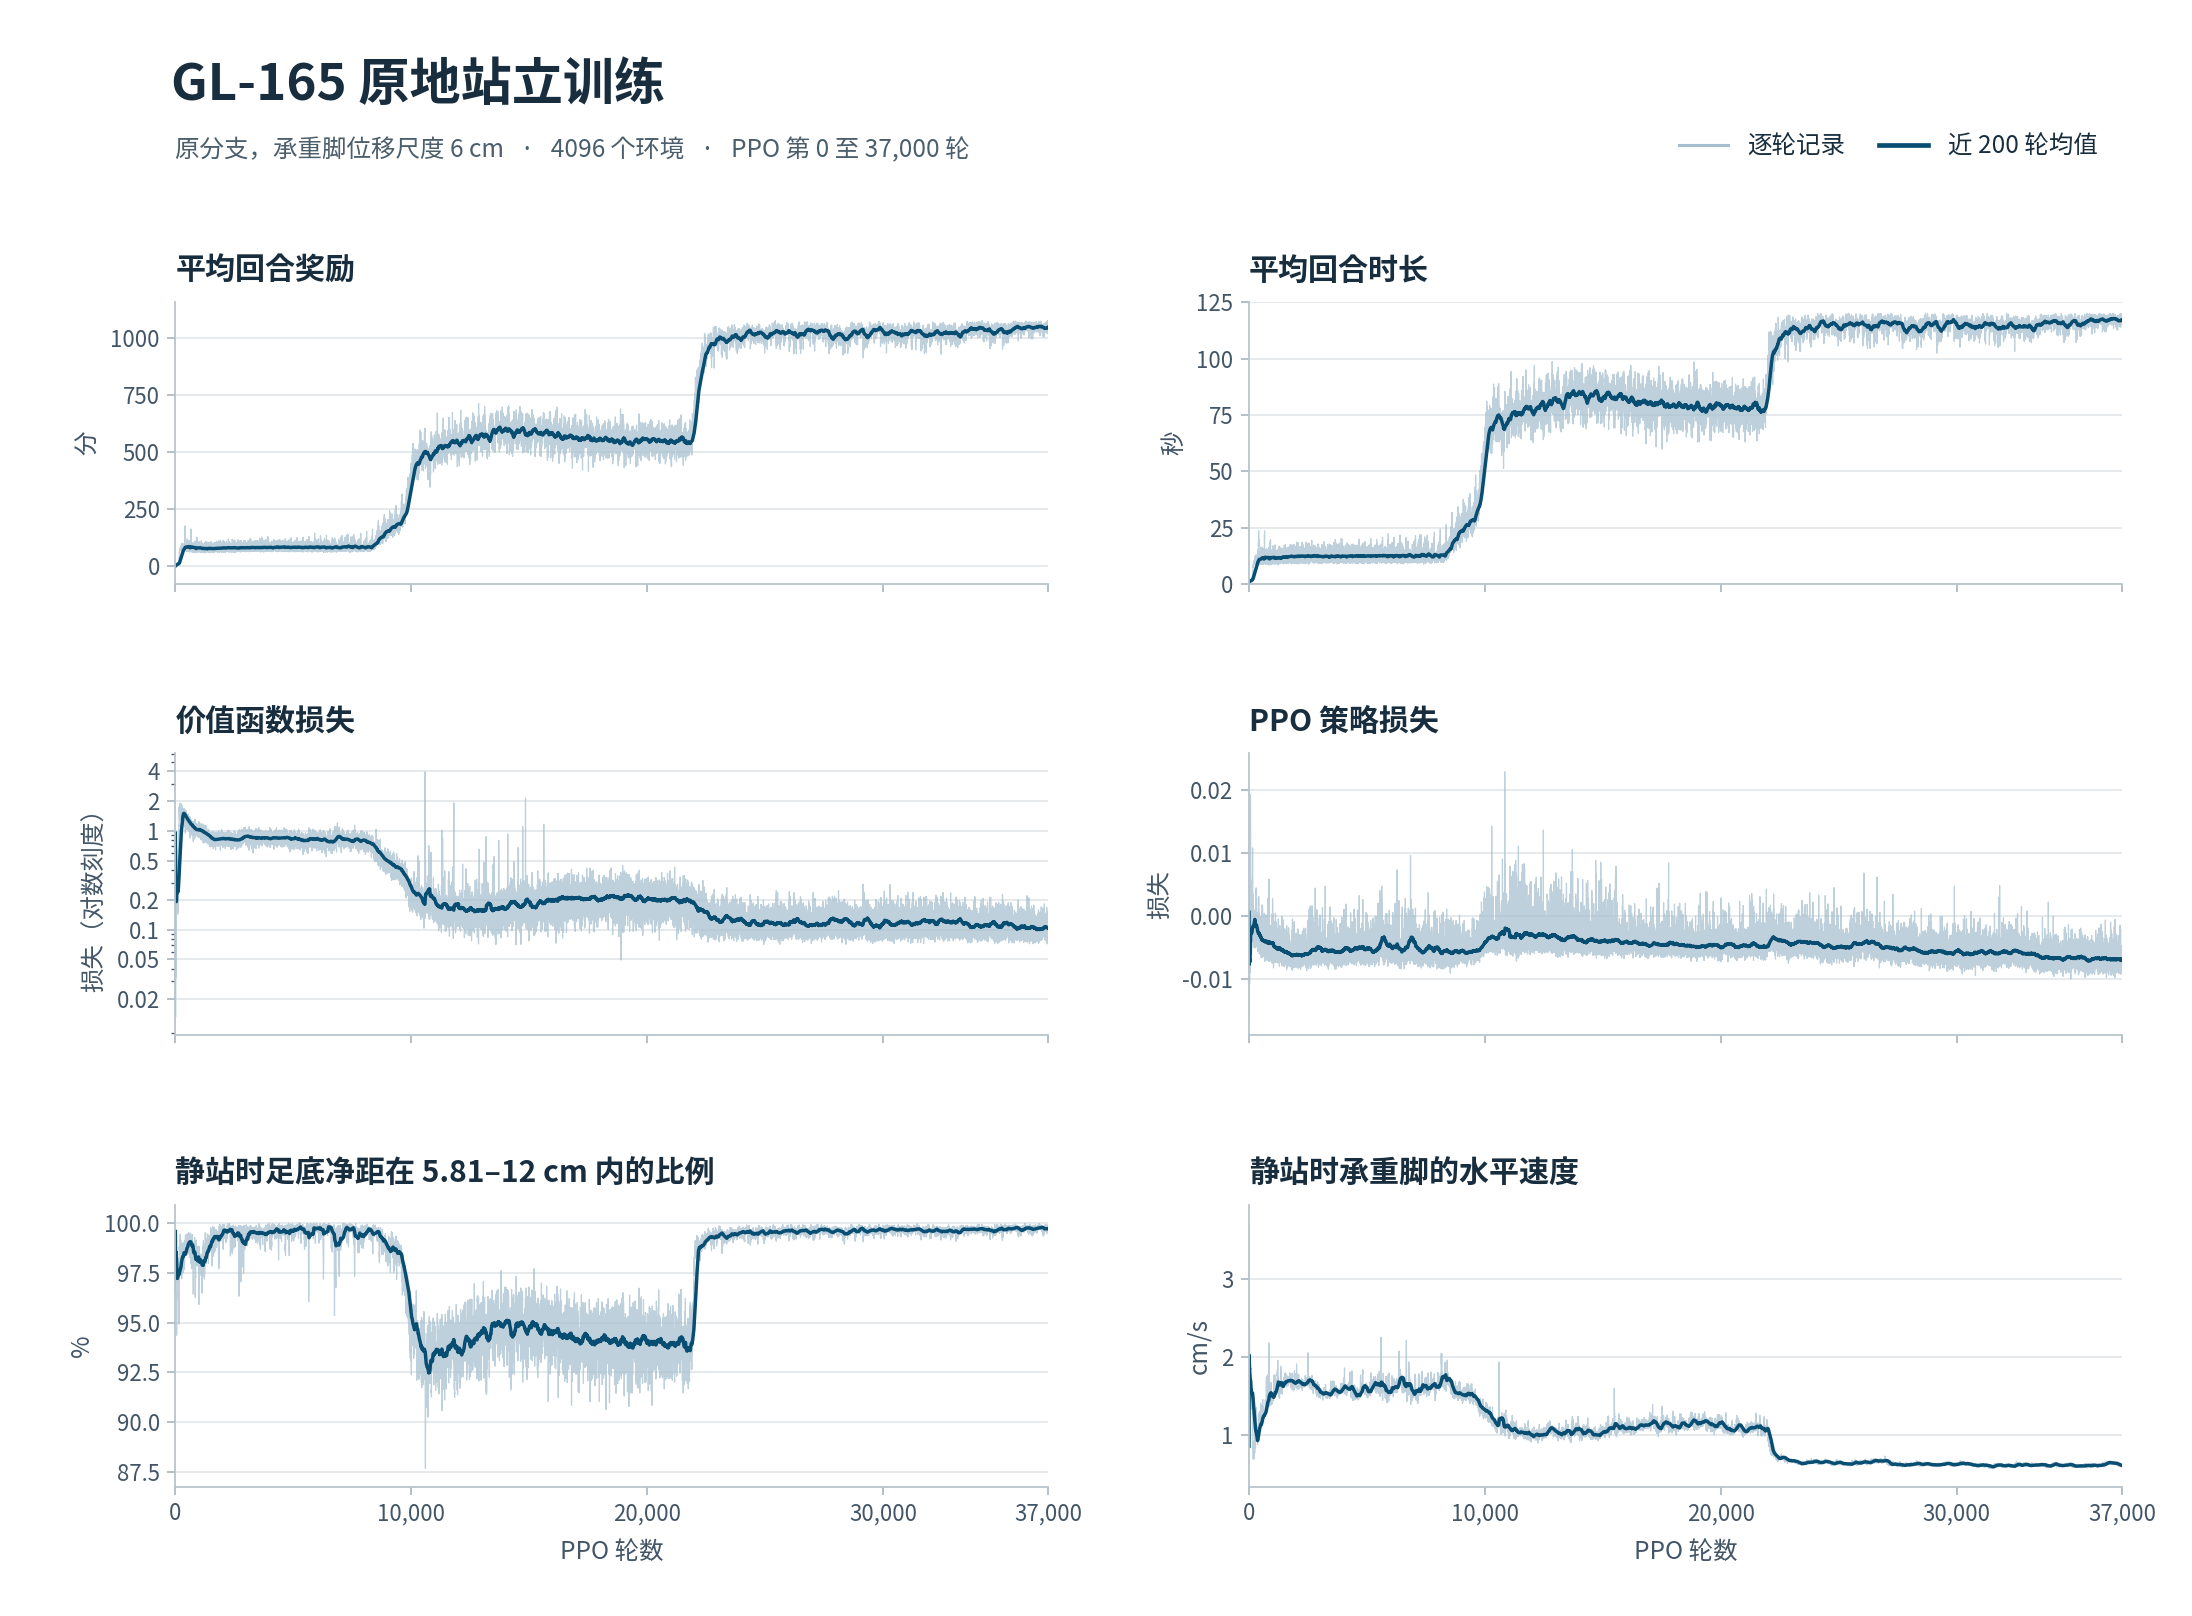 GL-165 原地站立训练
原分支，承重脚位移尺度 6 cm · 4096 个环境 · PPO 第 0 至 37,000 轮
逐轮记录 近 200 轮均值
平均回合奖励
分
1000
750
500
250
0
平均回合时长
秒
125
100
75
50
25
0
价值函数损失
损失（对数刻度）
4
2
1
0.5
0.2
0.1
0.05
0.02
PPO 策略损失
损失
0.02
0.01
0.00
-0.01
静站时足底净距在 5.81–12 cm 内的比例
%
100.0
97.5
95.0
92.5
90.0
87.5
0 10,000 20,000 30,000 37,000
PPO 轮数
静站时承重脚的水平速度
cm/s
3
2
1
0 10,000 20,000 30,000 37,000
PPO 轮数